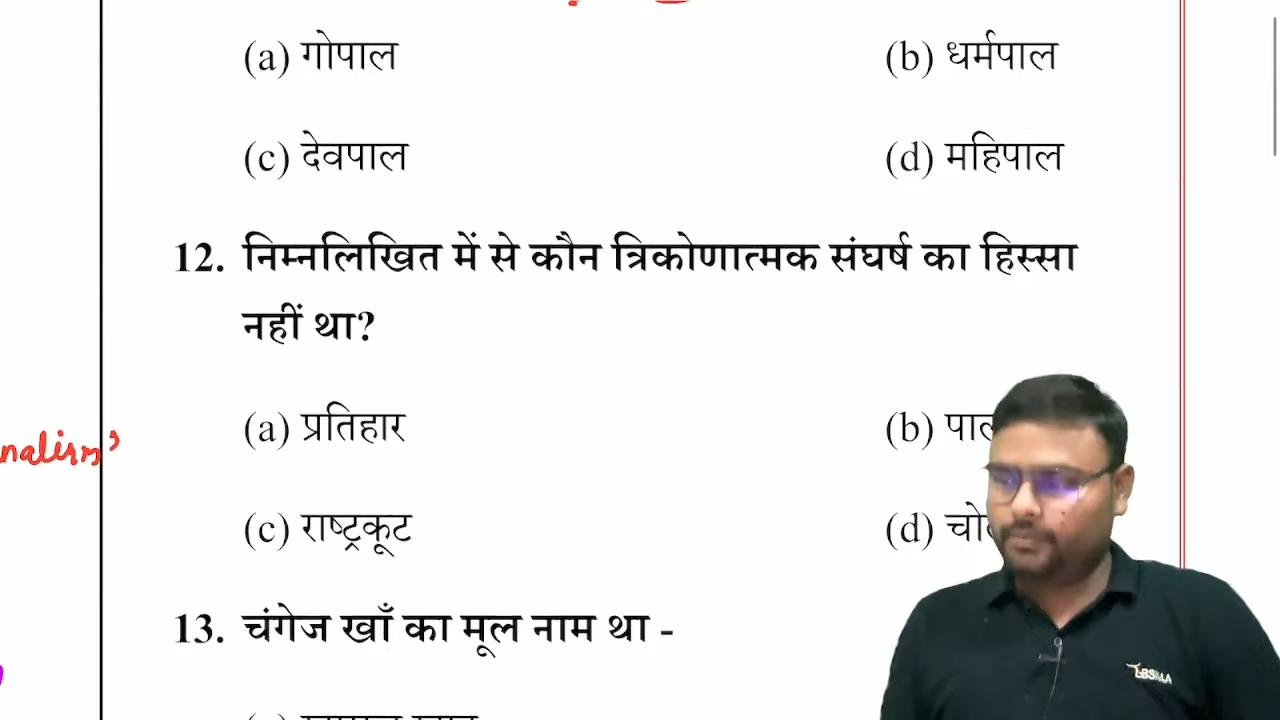 (a) गोपाल
(b) धर्मपाल
(c) देवपाल
(d) महिपाल
12. निम्नलिखित में से कौन त्रिकोणात्मक संघर्ष का हिस्सा
नहीं था?
(a) प्रतिहार
(b)
(c) राष्ट्रकूट
(d)
13. चंगेज खाँ का मूल नाम था -